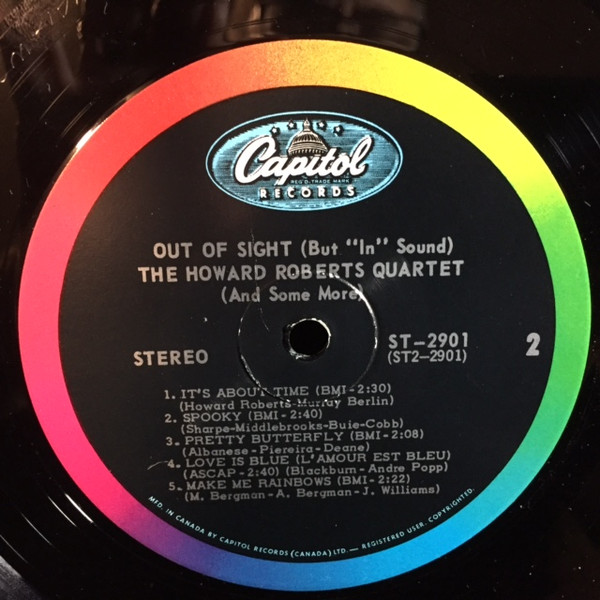 Capitol
REG'D. TRADE MARK
RECORDS
OUT OF SIGHT (But "In" Sound)
THE HOWARD ROBERTS QUARTET
(And Some More)
STEREO
ST-2901
(ST2-2901)
2
1. IT'S ABOUT TIME (BMI-2:30)
(Howard Roberts-Murray Berlin)
2. SPOOKY (BMI-2:40)
(Sharpe-Middlebrooks-Buie-Cobb)
3. PRETTY BUTTERFLY (BMI-2:08)
(Albanese-Piereira-Deane)
4. LOVE IS BLUE (L'AMOUR EST BLEU)
(ASCAP-2:40) (Blackburn-Andre Popp)
5. MAKE ME RAINBOWS (BMI-2:22)
(M. Bergman-A. Bergman-J. Williams)
MFD. IN CANADA BY CAPITOL RECORDS (CANADA) LTD. — REGISTERED USER. COPYRIGHTED.